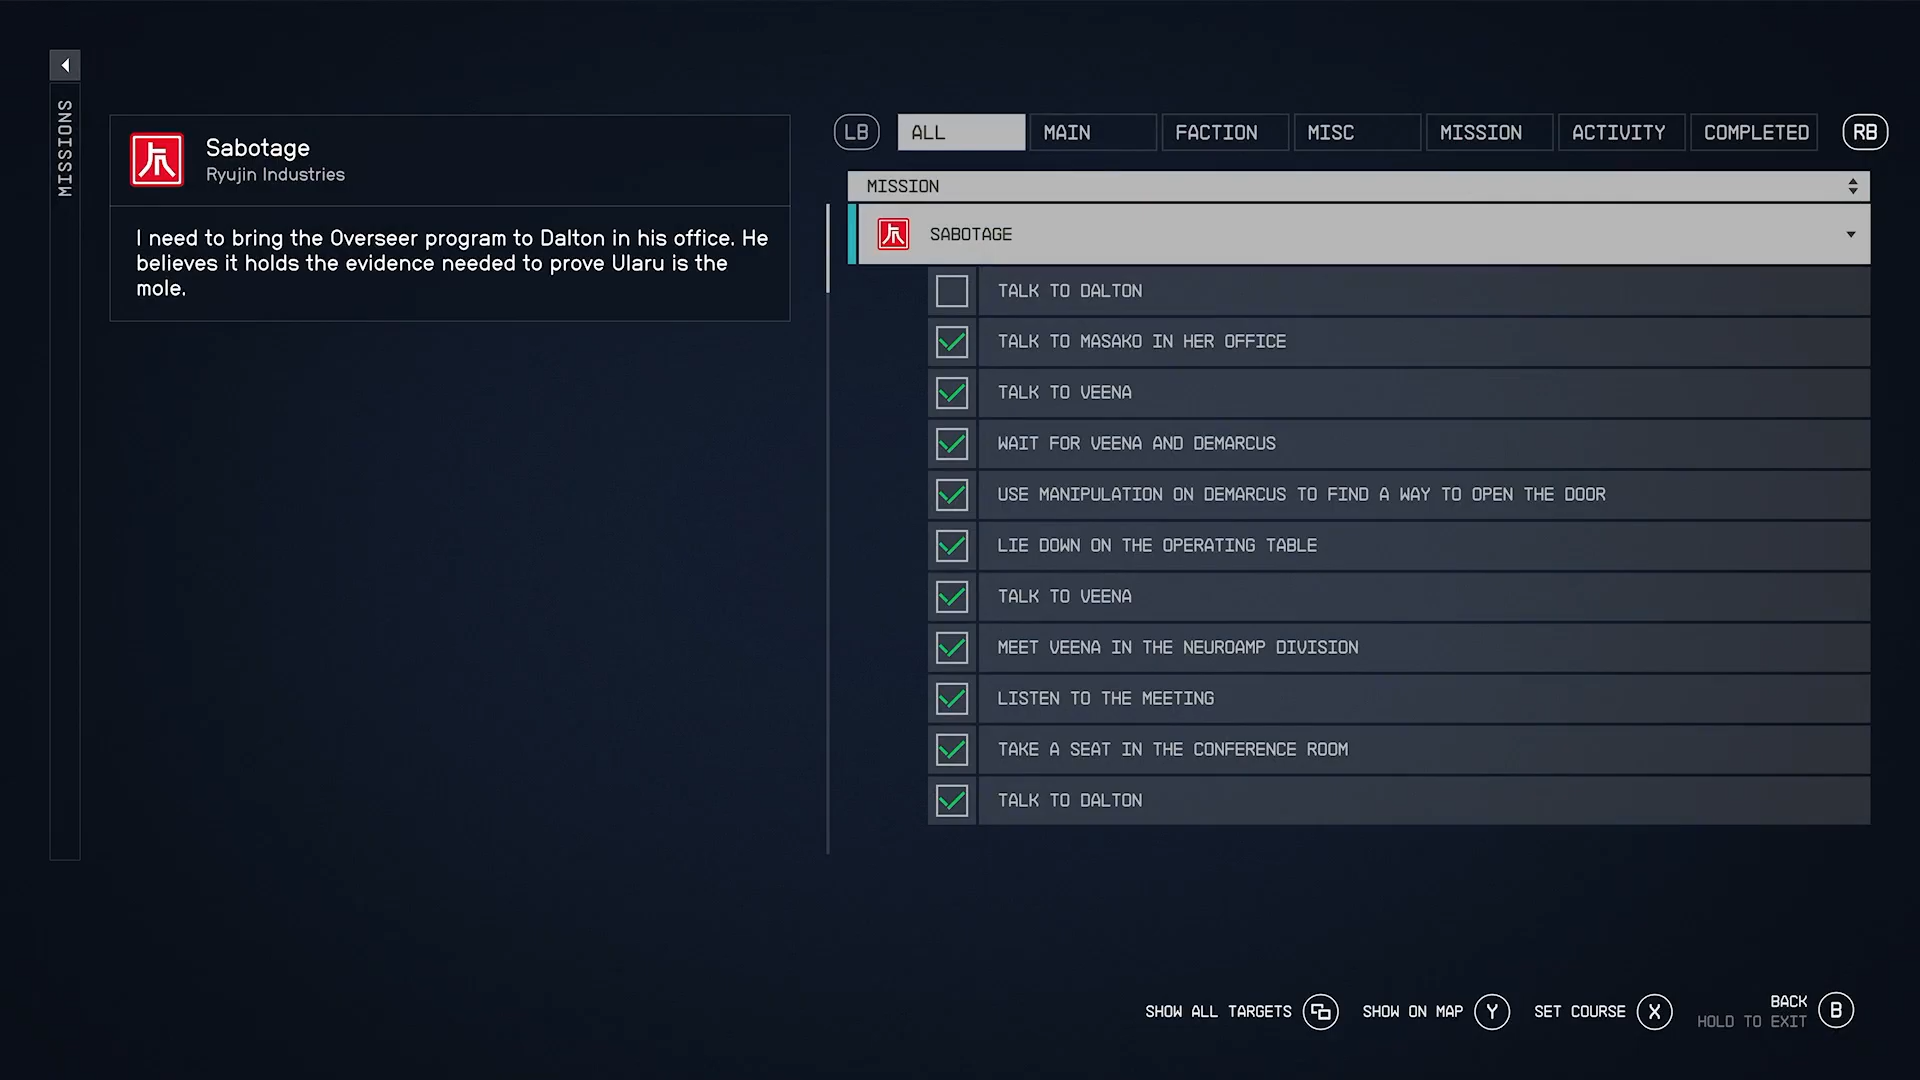 MISSIONS
Sabotage
Ryujin Industries
I need to bring the Overseer program to Dalton in his office. He
believes it holds the evidence needed to prove Ularu is the
mole.
LB ALL MAIN FACTION MISC MISSION ACTIVITY COMPLETED RB
MISSION
SABOTAGE
TALK TO DALTON
TALK TO MASAKO IN HER OFFICE
TALK TO VEENA
WAIT FOR VEENA AND DEMARCUS
USE MANIPULATION ON DEMARCUS TO FIND A WAY TO OPEN THE DOOR
LIE DOWN ON THE OPERATING TABLE
TALK TO VEENA
MEET VEENA IN THE NEUROAMP DIVISION
LISTEN TO THE MEETING
TAKE A SEAT IN THE CONFERENCE ROOM
TALK TO DALTON
SHOW ALL TARGETS SHOW ON MAP Y SET COURSE X BACK B
HOLD TO EXIT